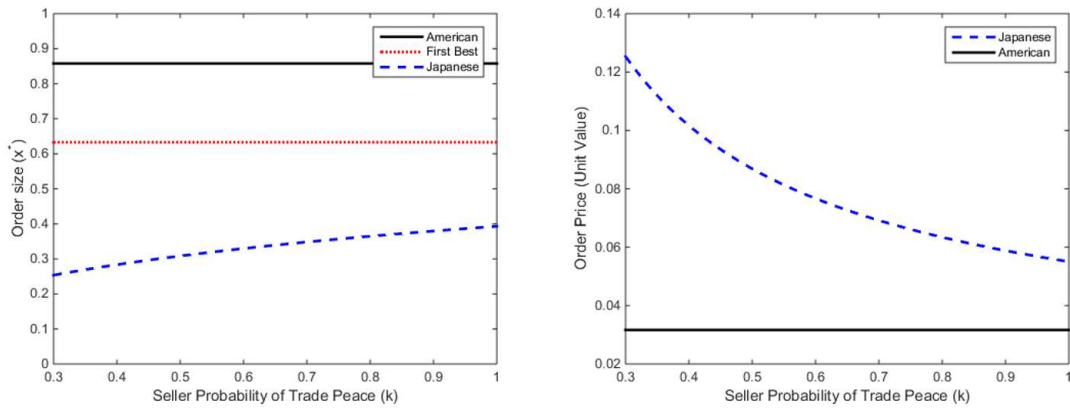 1
0.9
0.8
0.7
0.6
0.5
0.4
0.3
0.2
0.1
0
0.3 0.4 0.5 0.6 0.7 0.8 0.9 1
Order size (x*)
Seller Probability of Trade Peace (k)
American
First Best
Japanese
0.14
0.12
0.1
0.08
0.06
0.04
0.02
0.3 0.4 0.5 0.6 0.7 0.8 0.9 1
Order Price (Unit Value)
Seller Probability of Trade Peace (k)
Japanese
American